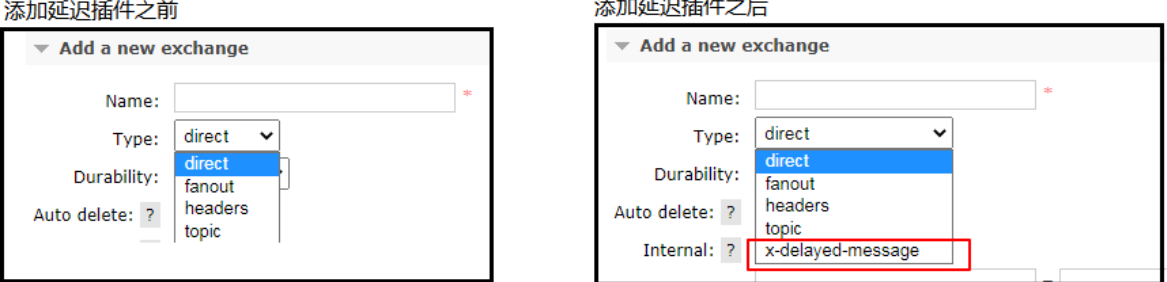 添加延迟插件之前
Add a new exchange
Name:
*
Type:
direct
direct
fanout
headers
topic
Durability:
Auto delete: ?
添加延迟插件之后
Add a new exchange
Name:
*
Type:
direct
direct
fanout
headers
topic
x-delayed-message
Durability:
Auto delete: ?
Internal: ?